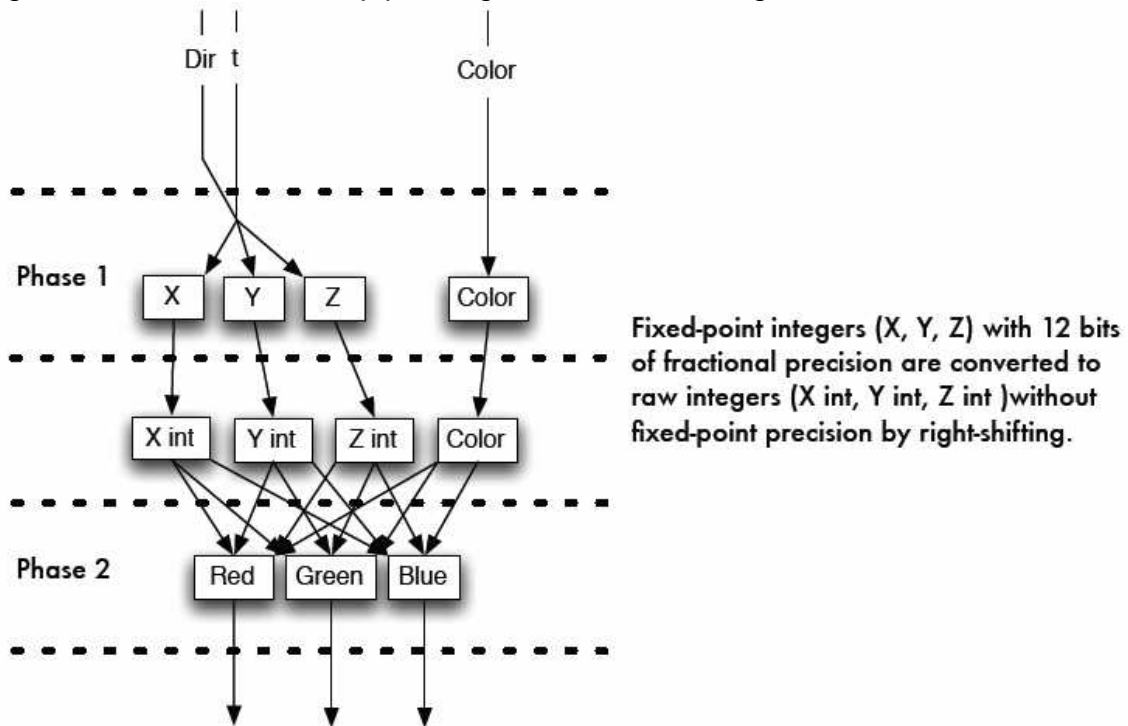 Dir t
Color
Phase 1
X Y Z Color
Fixed-point integers (X, Y, Z) with 12 bits
of fractional precision are converted to
raw integers (X int, Y int, Z int )without
fixed-point precision by right-shifting.
X int Y int Z int Color
Phase 2
Red Green Blue